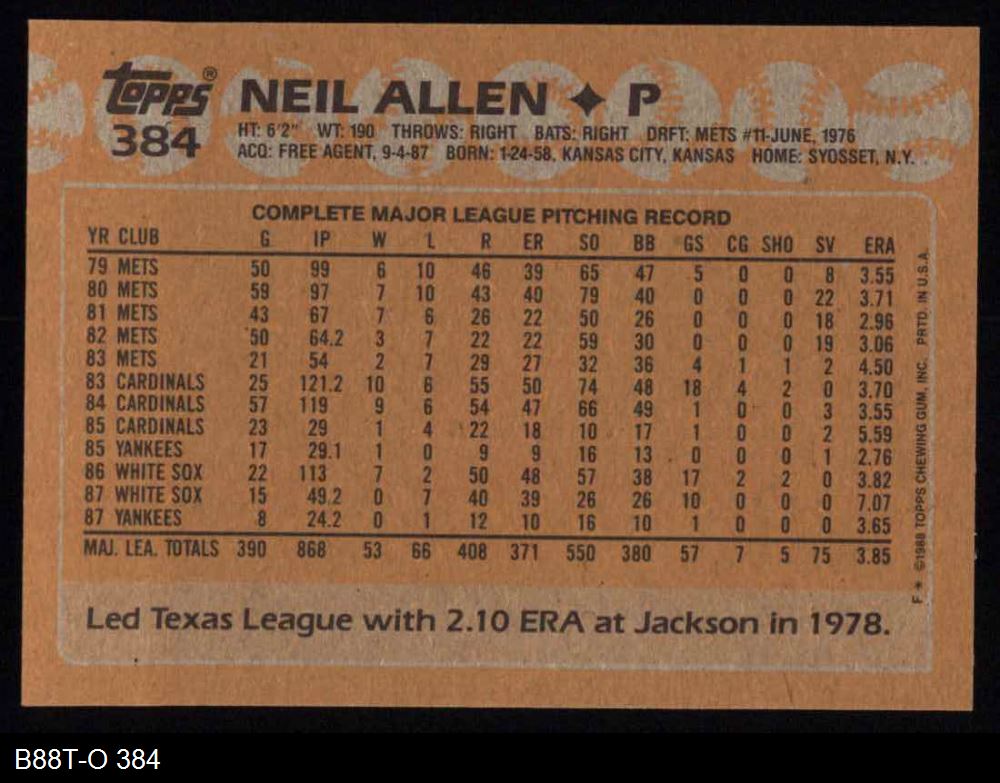 topps® NEIL ALLEN ✦ P
384 HT: 6'2" WT: 190 THROWS: RIGHT BATS: RIGHT DRFT: METS #11-JUNE, 1976
ACQ: FREE AGENT, 9-4-87 BORN: 1-24-58, KANSAS CITY, KANSAS HOME: SYOSSET, N.Y.
COMPLETE MAJOR LEAGUE PITCHING RECORD
YR CLUB G IP W L R ER SO BB GS CG SHO SV ERA
79 METS 50 99 6 10 46 39 65 47 5 0 0 8 3.55
80 METS 59 97 7 10 43 40 79 40 0 0 0 22 3.71
81 METS 43 67 7 6 26 22 50 26 0 0 0 18 2.96
82 METS 50 64.2 3 7 22 22 59 30 0 0 0 19 3.06
83 METS 21 54 2 7 29 27 32 36 4 1 1 2 4.50
83 CARDINALS 25 121.2 10 6 55 50 74 48 18 4 2 0 3.70
84 CARDINALS 57 119 9 6 54 47 66 49 1 0 0 3 3.55
85 CARDINALS 23 29 1 4 22 18 10 17 1 0 0 2 5.59
85 YANKEES 17 29.1 1 0 9 9 16 13 0 0 0 1 2.76
86 WHITE SOX 22 113 7 2 50 48 57 38 17 2 2 0 3.82
87 WHITE SOX 15 49.2 0 7 40 39 26 26 10 0 0 0 7.07
87 YANKEES 8 24.2 0 1 12 10 16 10 1 0 0 0 3.65
MAJ. LEA. TOTALS 390 868 53 66 408 371 550 380 57 7 5 75 3.85
F * ©1988 TOPPS CHEWING GUM, INC. PRTD. IN U.S.A.
Led Texas League with 2.10 ERA at Jackson in 1978.
B88T-O 384